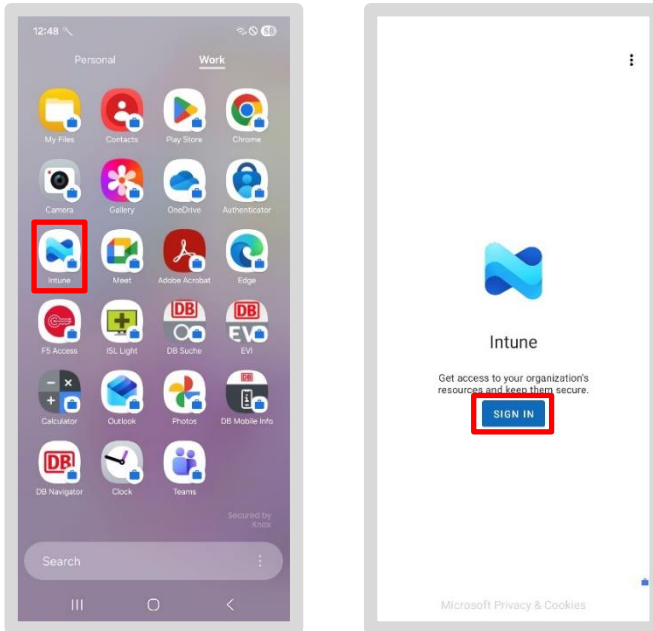 12:48
58
Personal
Work
My Files
Contacts
Play Store
Chrome
Camera
Gallery
OneDrive
Authenticator
Intune
Meet
Adobe Acrobat
Edge
DB
DB
EVI
F5 Access
ISL Light
DB Suche
EVI
DB
Calculator
Outlook
Photos
DB Mobile Info
DB
DB Navigator
Clock
Teams
Secured by
Knox
Search
Intune
Get access to your organization's
resources and keep them secure.
SIGN IN
Microsoft Privacy & Cookies